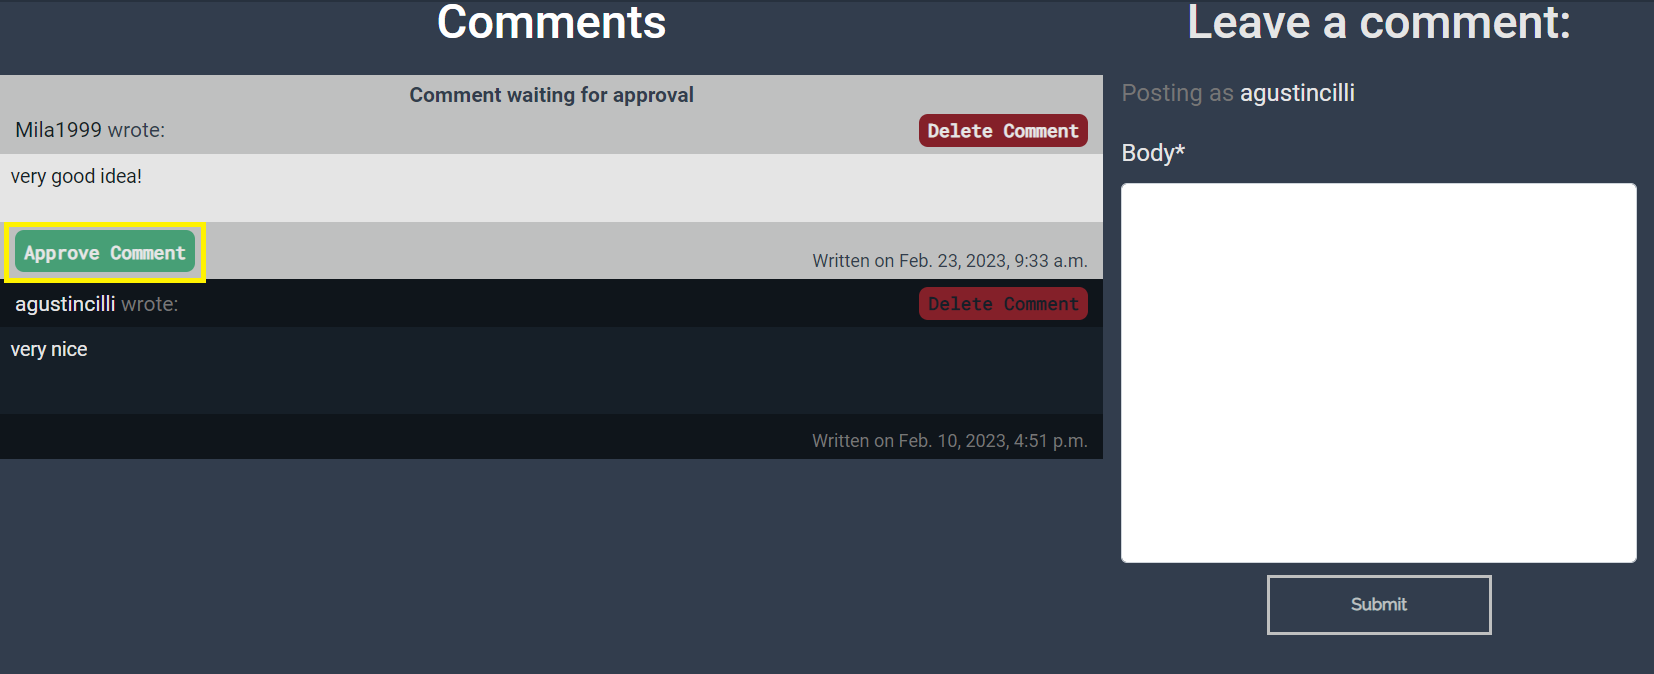 Comments
Comment waiting for approval
Mila1999 wrote:
Delete Comment
very good idea!
Approve Comment
Written on Feb. 23, 2023, 9:33 a.m.
agustincilli wrote:
Delete Comment
very nice
Written on Feb. 10, 2023, 4:51 p.m.
Leave a comment:
Posting as agustincilli
Body*
Submit